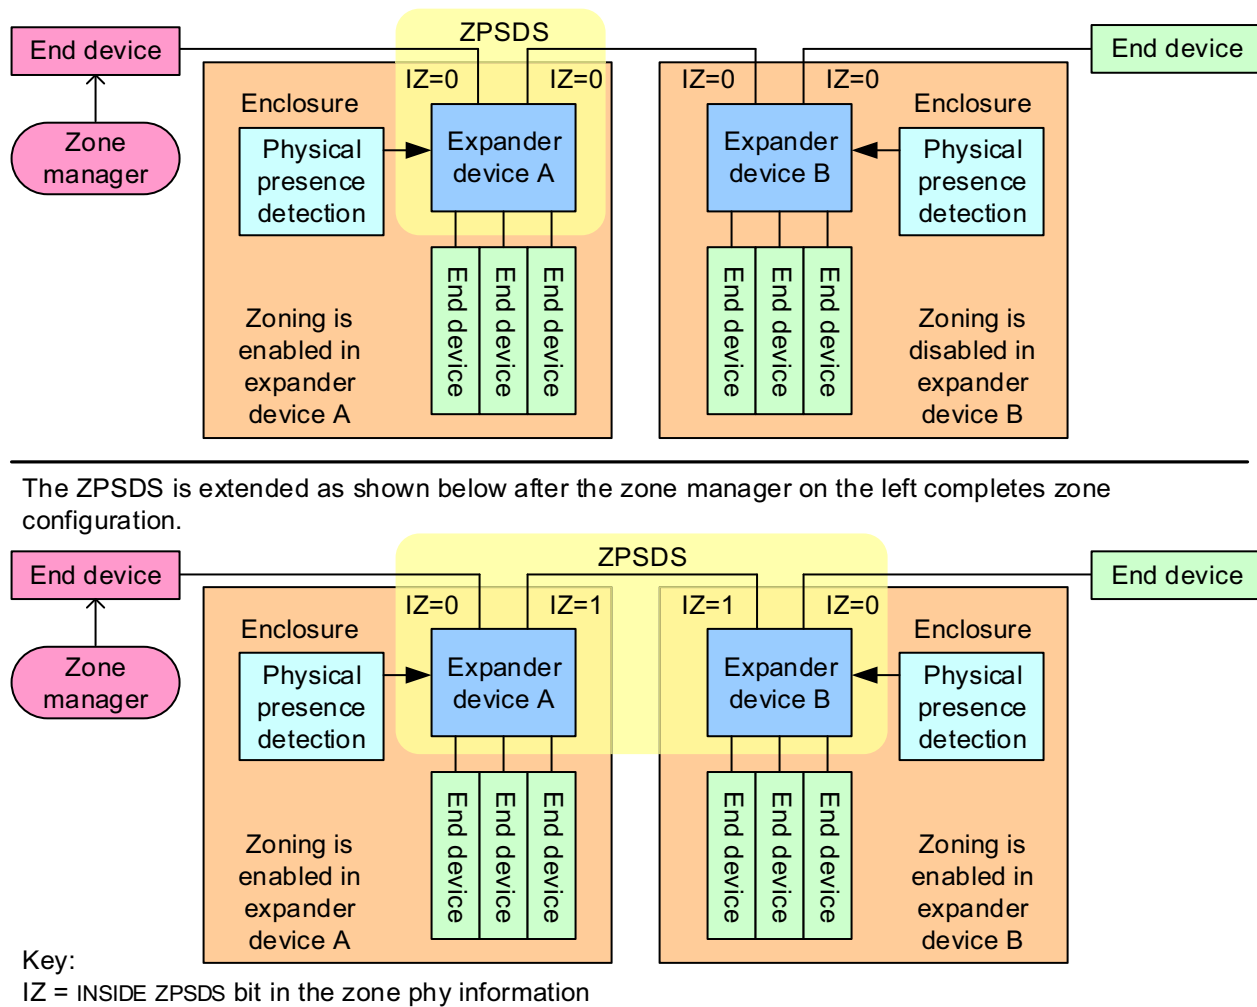 ZPSDS
End device
End device
IZ=0
IZ=0
IZ=0
IZ=0
Enclosure
Enclosure
Zone
manager
Physical
presence
detection
Expander
device A
Expander
device B
Physical
presence
detection
End device
End device
End device
End device
End device
End device
Zoning is
enabled in
expander
device A
Zoning is
disabled in
expander
device B
The ZPSDS is extended as shown below after the zone manager on the left completes zone
configuration.
ZPSDS
End device
End device
IZ=0
IZ=1
IZ=1
IZ=0
Enclosure
Enclosure
Zone
manager
Physical
presence
detection
Expander
device A
Expander
device B
Physical
presence
detection
End device
End device
End device
End device
End device
End device
Zoning is
enabled in
expander
device A
Zoning is
enabled in
expander
device B
Key:
IZ = INSIDE ZPSDS bit in the zone phy information